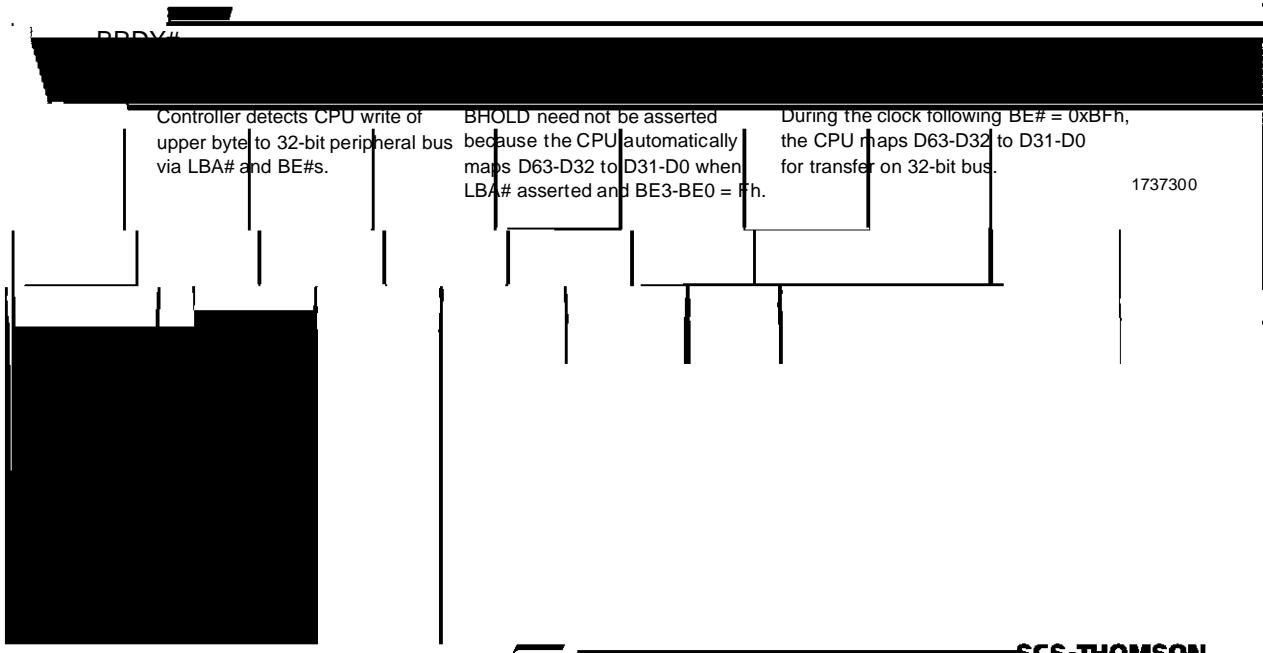 BRDY#
Controller detects CPU write of
upper byte to 32-bit peripheral bus
via LBA# and BE#s.
BHOLD need not be asserted
because the CPU automatically
maps D63-D32 to D31-D0 when
LBA# asserted and BE3-BE0 = Fh.
During the clock following BE# = 0xBFh,
the CPU maps D63-D32 to D31-D0
for transfer on 32-bit bus.
1737300
SGS-THOMSON